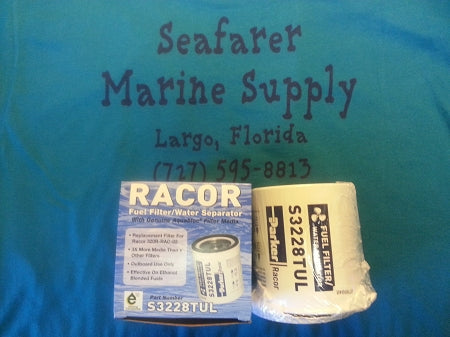 Seafarer
Marine Supply
Largo, Florida
(727) 595-8813
RACOR
Fuel Filter/Water Separator
With Genuine Aquabloc® Filter Media
• Replacement Filter For
Racor 320R-RAC-02
• 3X More Media Than
Other Filters
• Outboard Use Only
• Effective On Ethanol
Blended Fuels
Part Number
S3228TUL
FUEL FILTER/
WATER SEPARATOR
S3228TUL
Parker
Racor